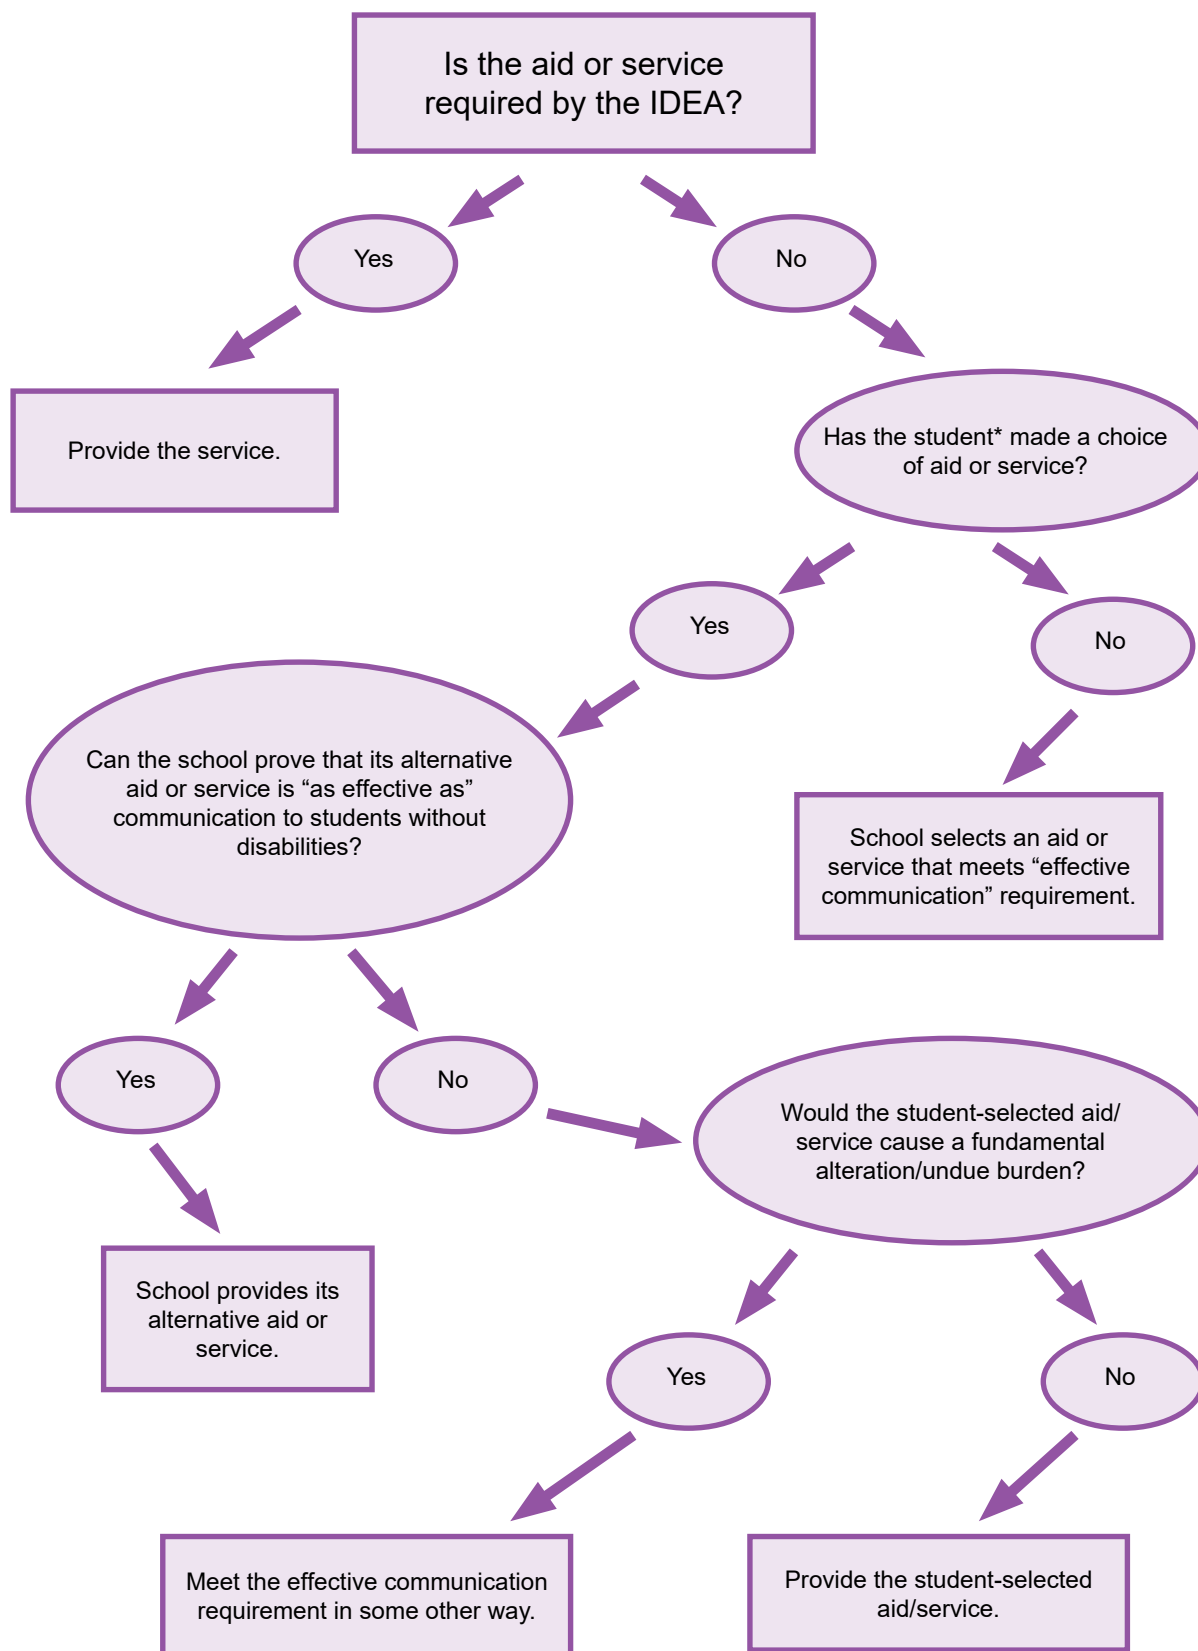 Is the aid or service
required by the IDEA?
Yes
No
Provide the service.
Has the student* made a choice
of aid or service?
Yes
No
Can the school prove that its alternative
aid or service is “as effective as”
communication to students without
disabilities?
School selects an aid or
service that meets “effective
communication” requirement.
Yes
No
Would the student-selected aid/
service cause a fundamental
alteration/undue burden?
School provides its
alternative aid or
service.
Yes
No
Meet the effective communication
requirement in some other way.
Provide the student-selected
aid/service.